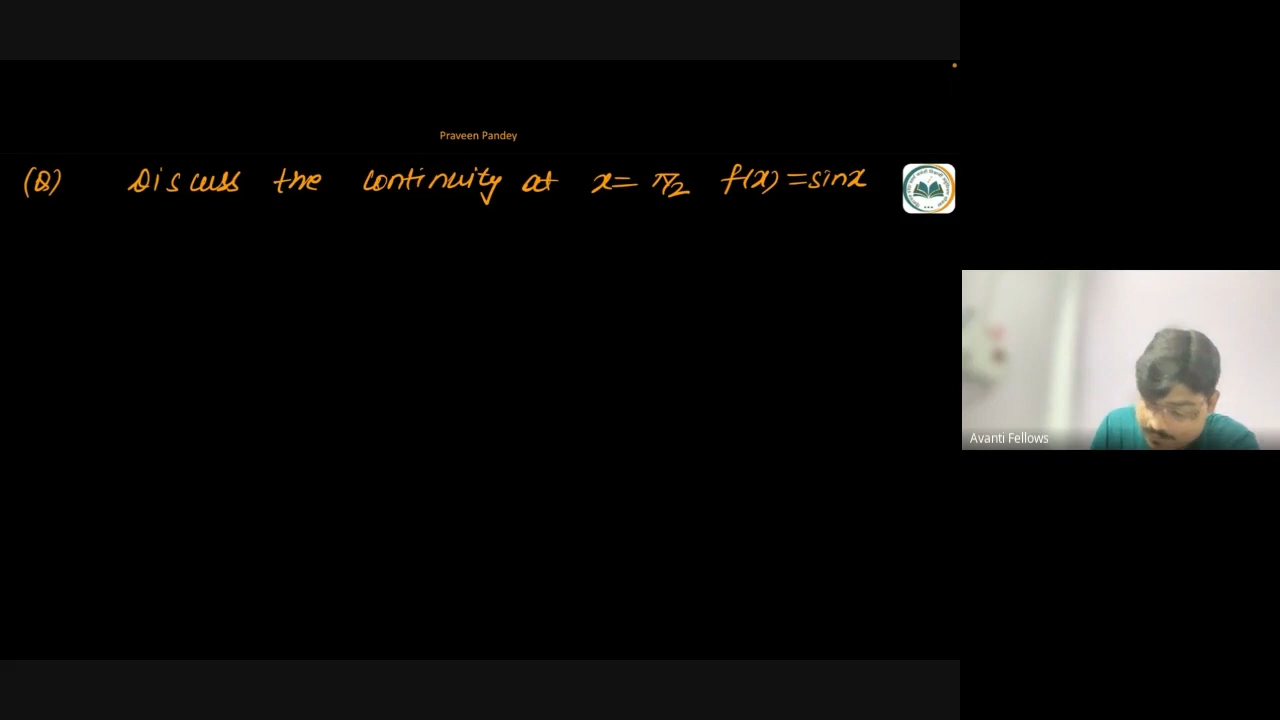 Praveen Pandey
(Q) Discuss the continuity at x = π/2 f(x) = sinx
Avanti Fellows